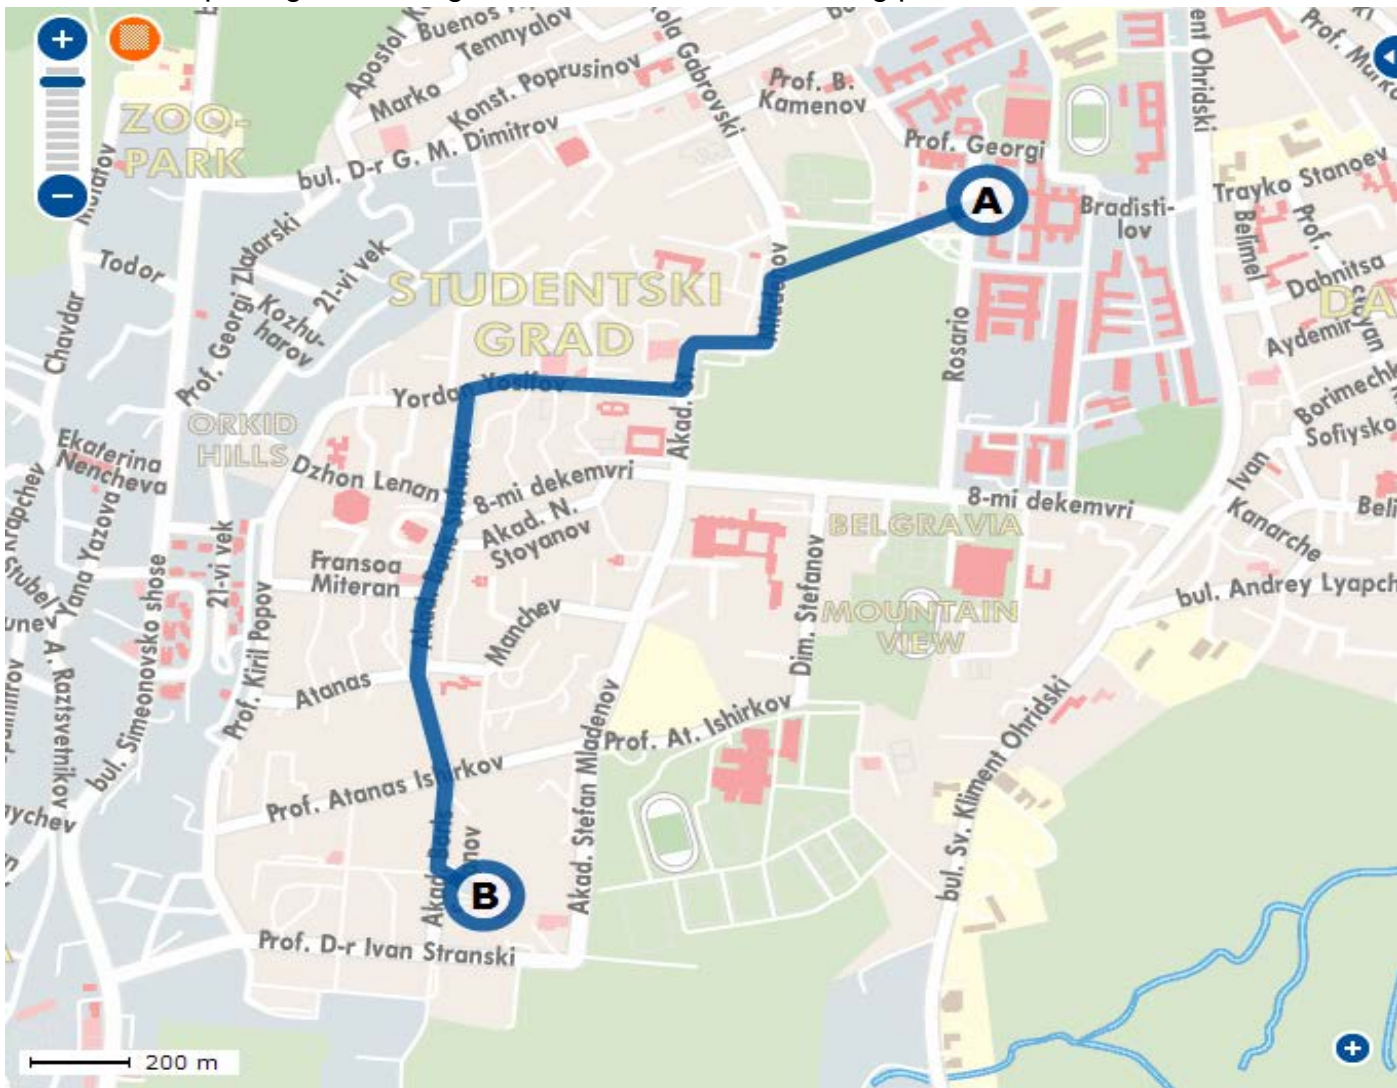 Buenos
Temnyalov
Apostol
Marko
Konst. Poprusinov
bul. D-r G. M. Dimitrov
Gabrovski
Prof. B.
Kamenov
Prof. Georgi
A
Bradisti-
lov
Trayko Stanoev
Belimel
Prof.
Dabnitsa
Aydemir
Borimechk
Sofiysko
ZOO-
PARK
Todor
Chavdar
Prof. Georgi Zlatarski
21-vi vek
Kozhu-
harov
STUDENTSKI
GRAD
Mladenov
Rosario
Yordan Yosifov
ORKID
HILLS
Ekaterina
Nencheva
Dzhon Lenan
8-mi dekemvri
Akad. N.
Stoyanov
Akad.
8-mi dekemvri
Ivan
Kanarche
Beli
BELGRAVIA
Fransoa
Miteran
21-vi vek
Yana Yazova
bul. Andrey Lyapch
MOUNTAIN
VIEW
Manchev
Dim. Stefanov
Prof. Kiril Popov
Atanas
A. Raztsvetnikov
bul. Simeonovsko shose
Prof. At. Ishirkov
Prof. Atanas Ishirkov
Akad. Stefan Mladenov
bul. Sv. Kliment Ohridski
Akad. Boris
B
Prof. D-r Ivan Stranski
200 m